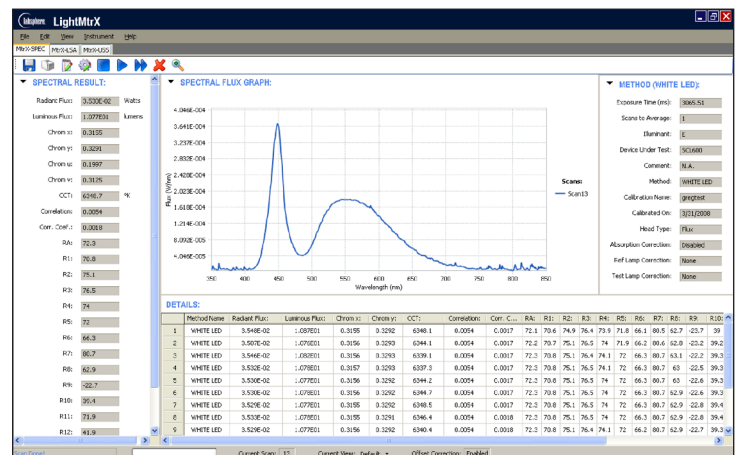 labsphere LightMtrX
File Edit View Instrument Help
MtrX-SPEC MtrX-LSA MtrX-USS
SPECTRAL RESULT:
Radiant Flux: 3.530E-02 Watts
Luminous Flux: 1.077E01 lumens
Chrom x: 0.3155
Chrom y: 0.3291
Chrom u: 0.1997
Chrom v: 0.3125
CCT: 6348.7 °K
Correlation: 0.0054
Corr. Coef.: 0.0018
RA: 72.3
R1: 70.8
R2: 75.1
R3: 76.5
R4: 74
R5: 72
R6: 66.3
R7: 80.7
R8: 62.9
R9: -22.7
R10: 39.4
R11: 71.9
R12: 41.9
SPECTRAL FLUX GRAPH:
Flux (W/nm)
4.046E-004
3.641E-004
3.237E-004
2.832E-004
2.428E-004
2.023E-004
1.618E-004
1.214E-004
8.092E-005
4.046E-005
350 400 450 500 550 600 650 700 750 800 850
Wavelength (nm)
Scans:
Scan13
METHOD (WHITE LED):
Exposure Time (ms): 3065.51
Scans to Average: 1
Illuminant: E
Device Under Test: SCL600
Comment: N.A.
Method: WHITE LED
Calibration Name: gregtest
Calibrated On: 3/31/2008
Head Type: Flux
Absorption Correction: Disabled
Ref Lamp Correction: None
Test Lamp Correction: None
DETAILS:
Method Name Radiant Flux: Luminous Flux: Chrom x: Chrom y: CCT: Correlation: Corr. C... RA: R1: R2: R3: R4: R5: R6: R7: R8: R9: R10:
1 WHITE LED 3.548E-02 1.087E01 0.3155 0.3292 6348.1 0.0054 0.0017 72.1 70.6 74.9 76.4 73.9 71.8 66.1 80.5 62.7 -23.7 39
2 WHITE LED 3.507E-02 1.076E01 0.3156 0.3293 6344.1 0.0054 0.0017 72.2 70.7 75.1 76.5 74 71.9 66.2 80.6 62.8 -23.2 39.2
3 WHITE LED 3.546E-02 1.082E01 0.3156 0.3291 6339.1 0.0054 0.0017 72.3 70.8 75.1 76.4 74.1 72 66.3 80.7 63.1 -22.2 39.3
4 WHITE LED 3.532E-02 1.078E01 0.3157 0.3293 6337.3 0.0054 0.0017 72.3 70.8 75.1 76.5 74.1 72 66.3 80.7 63 -22.5 39.3
5 WHITE LED 3.530E-02 1.078E01 0.3156 0.3292 6344.2 0.0054 0.0017 72.3 70.8 75.1 76.5 74 72 66.3 80.7 63 -22.6 39.3
6 WHITE LED 3.530E-02 1.077E01 0.3156 0.3292 6344.7 0.0054 0.0017 72.3 70.8 75.1 76.5 74 72 66.3 80.7 62.9 -22.6 39.3
7 WHITE LED 3.529E-02 1.077E01 0.3155 0.3292 6348.5 0.0054 0.0017 72.3 70.8 75.1 76.5 74 72 66.3 80.7 62.9 -22.8 39.4
8 WHITE LED 3.530E-02 1.077E01 0.3155 0.3291 6346.4 0.0054 0.0018 72.3 70.8 75.1 76.4 74 72 66.3 80.7 62.9 -22.8 39.4
9 WHITE LED 3.529E-02 1.077E01 0.3156 0.3292 6340.4 0.0054 0.0018 72.3 70.8 75.1 76.4 74.1 72 66.2 80.7 62.9 -22.7 39.3
Scan Done! Current Scan: 13 Current View: Default Offset Correction: Enabled